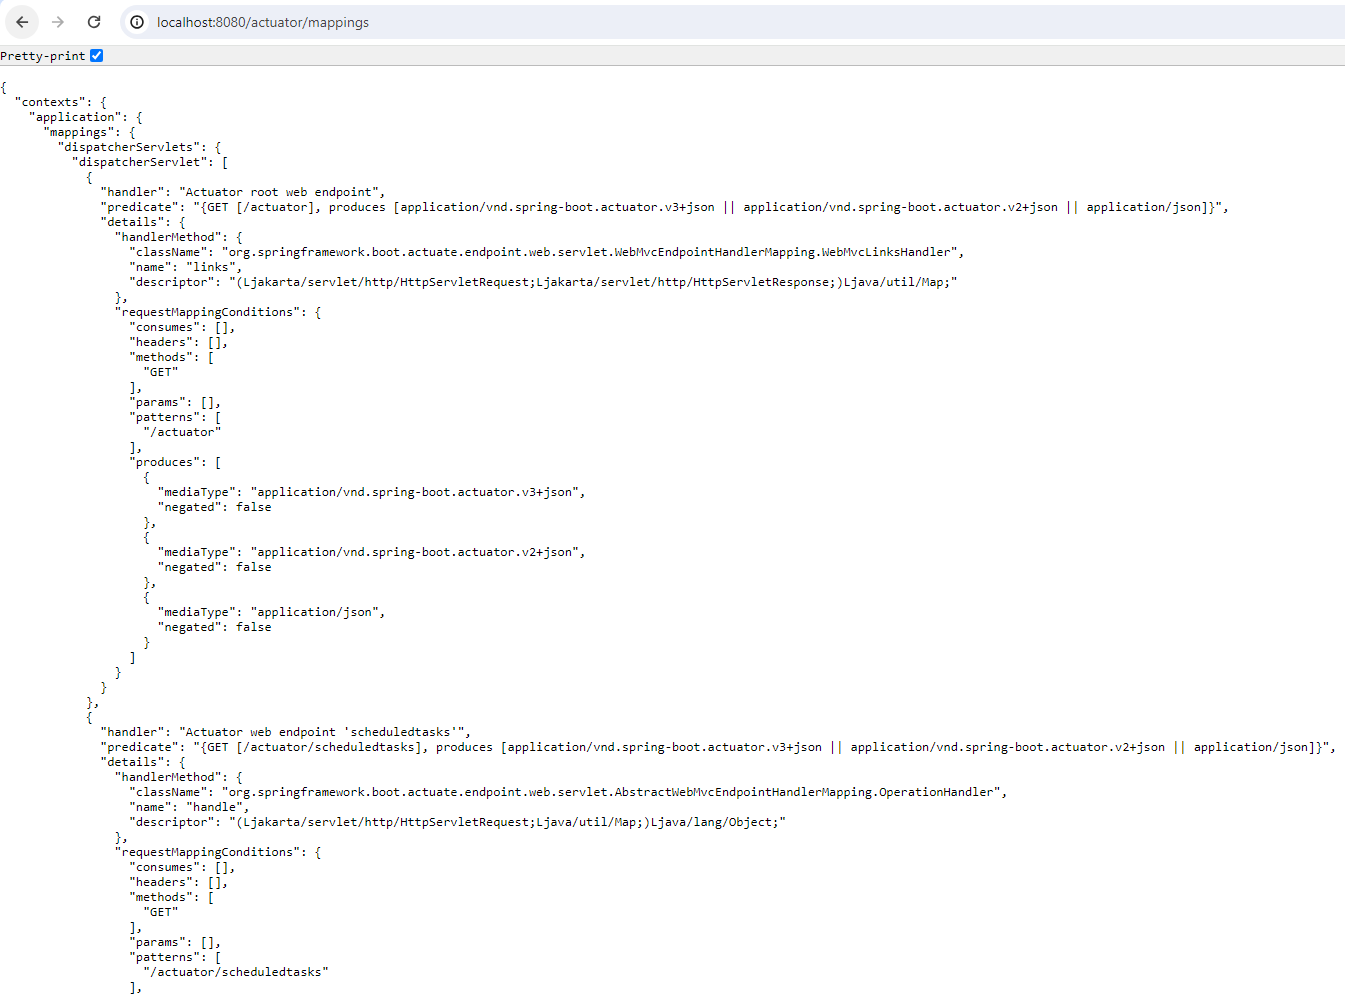 localhost:8080/actuator/mappings
Pretty-print
{
  "contexts": {
    "application": {
      "mappings": {
        "dispatcherServlets": {
          "dispatcherServlet": [
            {
              "handler": "Actuator root web endpoint",
              "predicate": "{GET [/actuator], produces [application/vnd.spring-boot.actuator.v3+json || application/vnd.spring-boot.actuator.v2+json || application/json]}",
              "details": {
                "handlerMethod": {
                  "className": "org.springframework.boot.actuate.endpoint.web.servlet.WebMvcEndpointHandlerMapping.WebMvcLinksHandler",
                  "name": "links",
                  "descriptor": "(Ljakarta/servlet/http/HttpServletRequest;Ljakarta/servlet/http/HttpServletResponse;)Ljava/util/Map;"
                },
                "requestMappingConditions": {
                  "consumes": [],
                  "headers": [],
                  "methods": [
                    "GET"
                  ],
                  "params": [],
                  "patterns": [
                    "/actuator"
                  ],
                  "produces": [
                    {
                      "mediaType": "application/vnd.spring-boot.actuator.v3+json",
                      "negated": false
                    },
                    {
                      "mediaType": "application/vnd.spring-boot.actuator.v2+json",
                      "negated": false
                    },
                    {
                      "mediaType": "application/json",
                      "negated": false
                    }
                  ]
                }
              }
            },
            {
              "handler": "Actuator web endpoint 'scheduledtasks'",
              "predicate": "{GET [/actuator/scheduledtasks], produces [application/vnd.spring-boot.actuator.v3+json || application/vnd.spring-boot.actuator.v2+json || application/json]}",
              "details": {
                "handlerMethod": {
                  "className": "org.springframework.boot.actuate.endpoint.web.servlet.AbstractWebMvcEndpointHandlerMapping.OperationHandler",
                  "name": "handle",
                  "descriptor": "(Ljakarta/servlet/http/HttpServletRequest;Ljava/util/Map;)Ljava/lang/Object;"
                },
                "requestMappingConditions": {
                  "consumes": [],
                  "headers": [],
                  "methods": [
                    "GET"
                  ],
                  "params": [],
                  "patterns": [
                    "/actuator/scheduledtasks"
                  ],